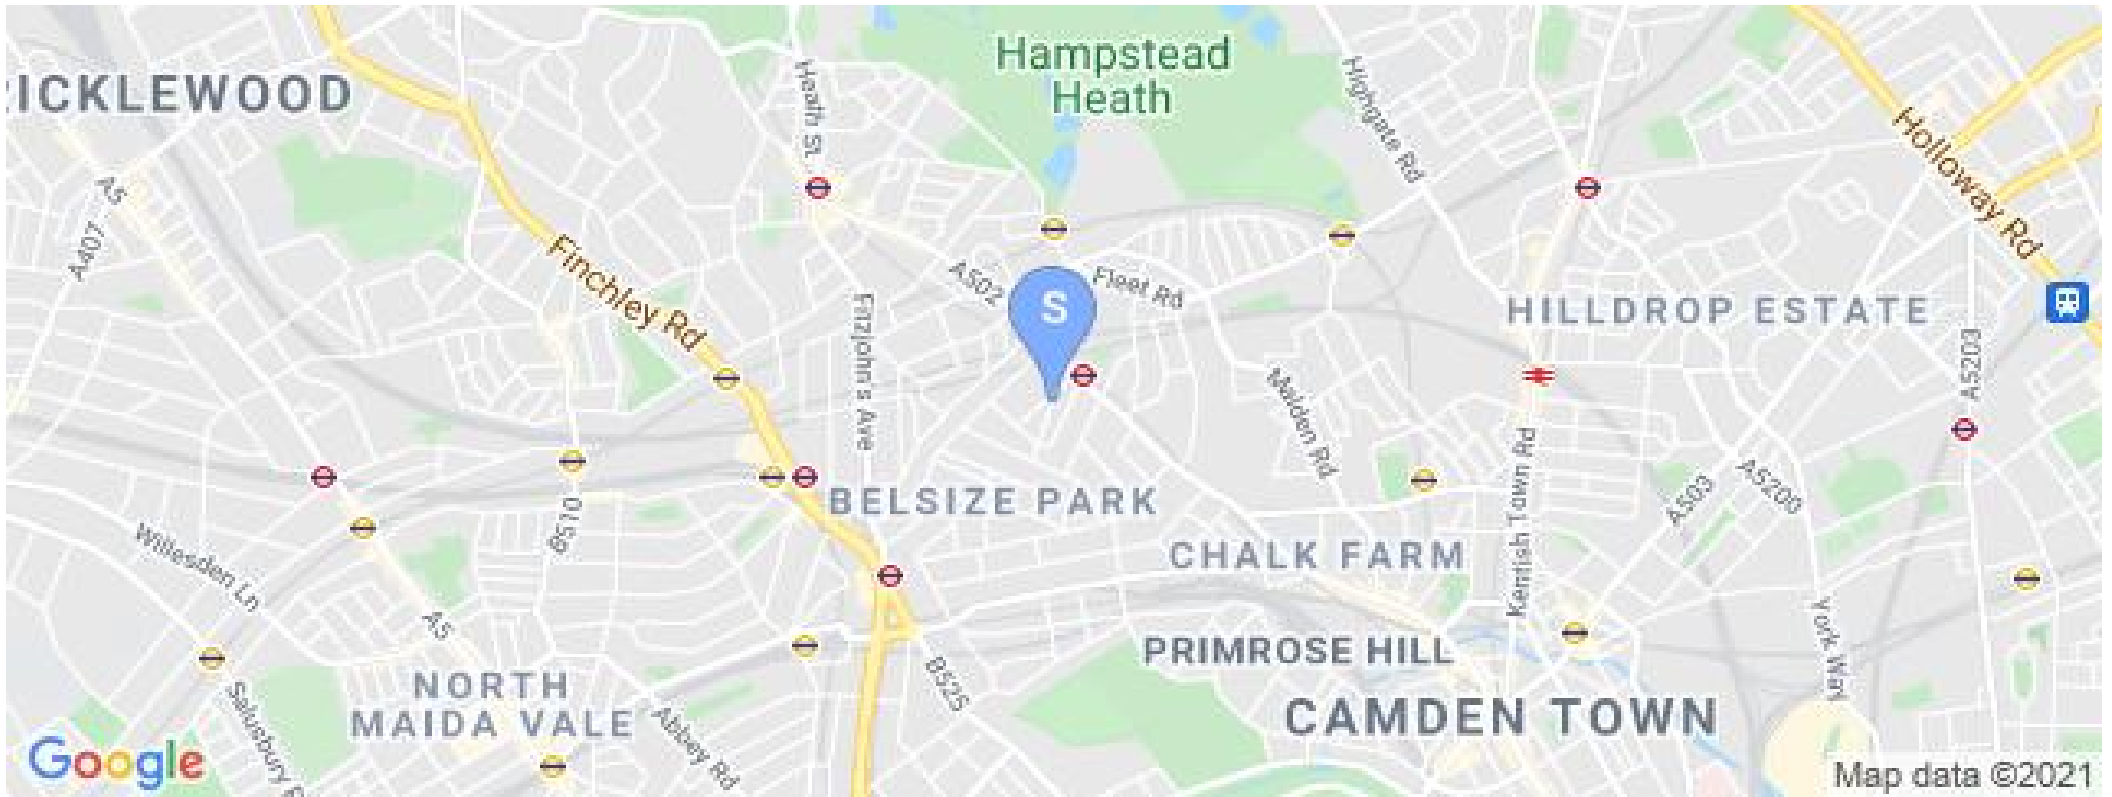 Hampstead
Heath
ICKLEWOOD
Heath St.
Highgate Rd
Holloway Rd
A5
A407
Finchley Rd
A502
Fleet Rd
S
Fitzjohn's Ave
HILLDROP ESTATE
A5203
Malden Rd
Kentish Town Rd
BELSIZE PARK
A503
A5200
B510
Willesden Ln
CHALK FARM
A5
York Way
PRIMROSE HILL
NORTH
MAIDA VALE
Salusbury R
Abbey Rd
B525
CAMDEN TOWN
Google
Map data ©2021